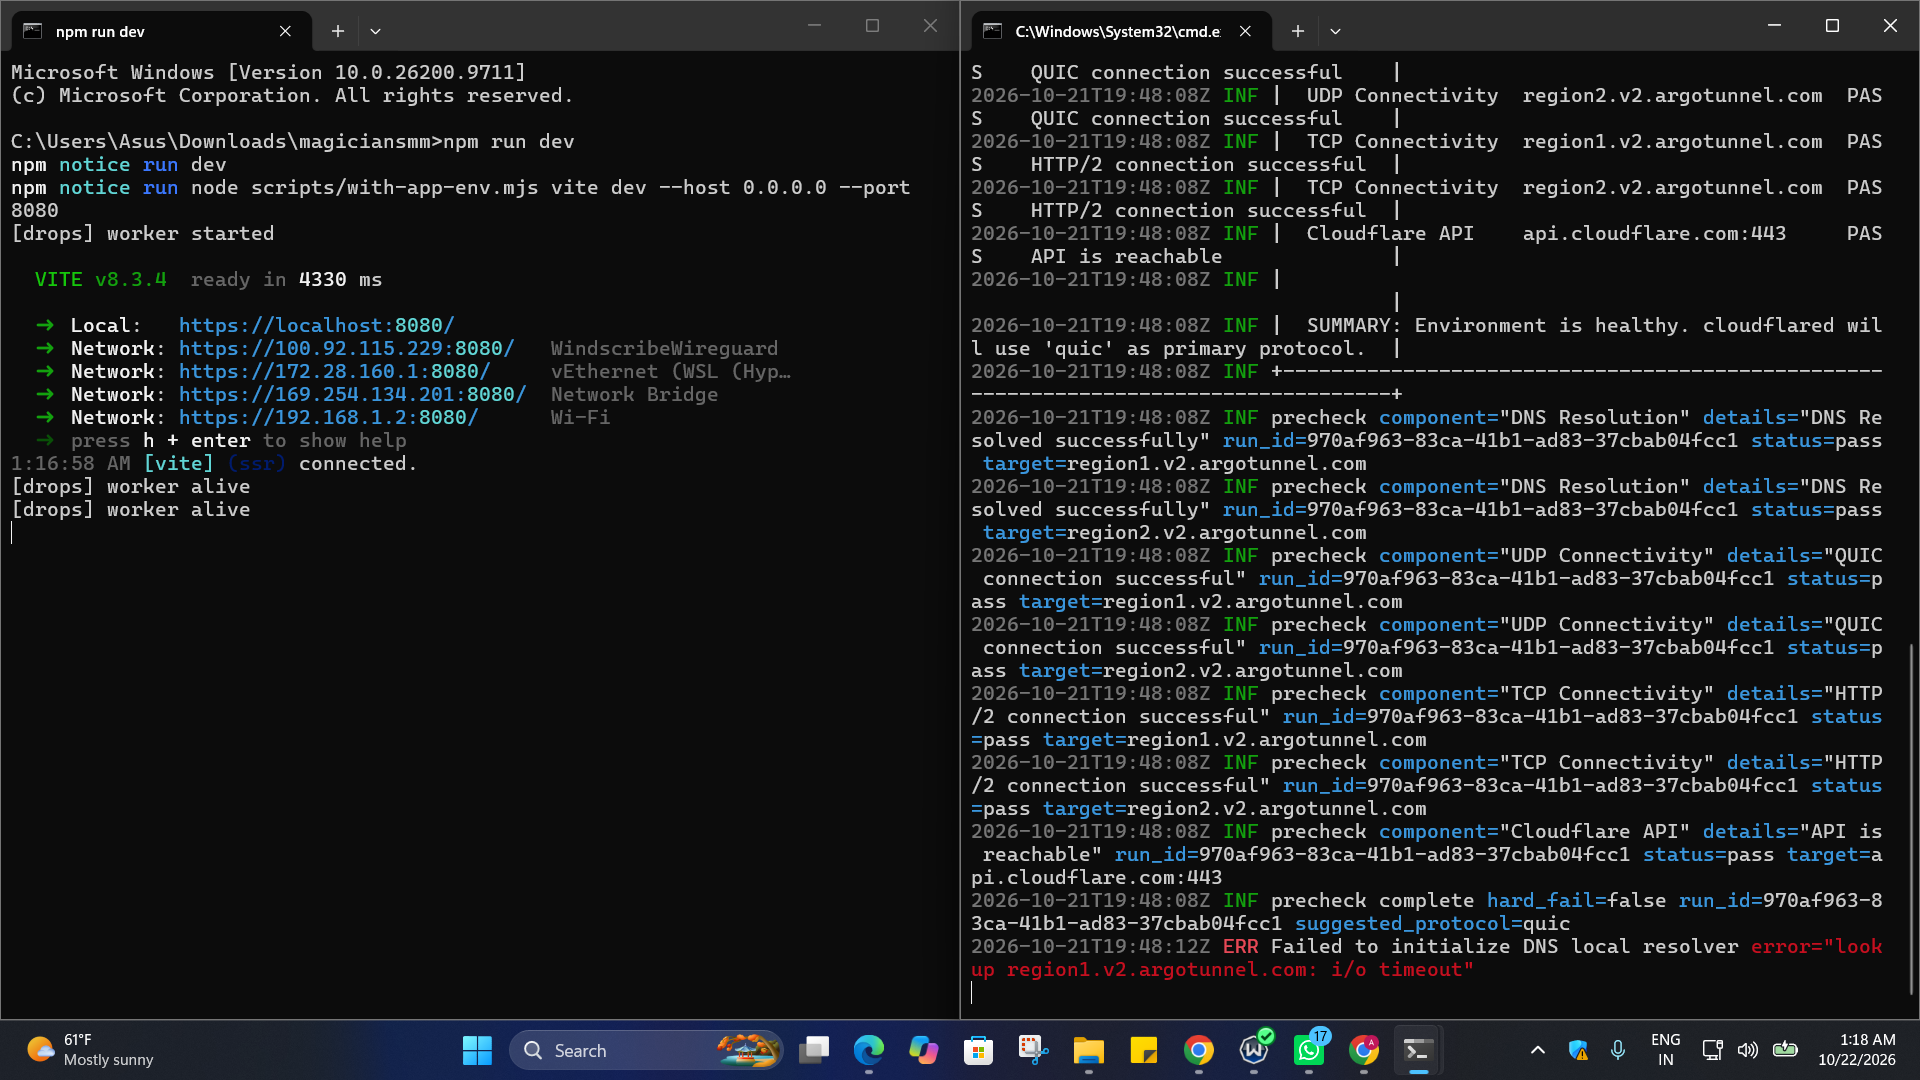 npm run dev
Microsoft Windows [Version 10.0.26200.9711]
(c) Microsoft Corporation. All rights reserved.
C:\Users\Asus\Downloads\magiciansmm>npm run dev
npm notice run dev
npm notice run node scripts/with-app-env.mjs vite dev --host 0.0.0.0 --port
8080
[drops] worker started
VITE v8.3.4  ready in 4330 ms
➜  Local:   https://localhost:8080/
➜  Network: https://100.92.115.229:8080/   WindscribeWireguard
➜  Network: https://172.28.160.1:8080/     vEthernet (WSL (Hyp…
➜  Network: https://169.254.134.201:8080/  Network Bridge
➜  Network: https://192.168.1.2:8080/      Wi-Fi
➜  press h + enter to show help
1:16:58 AM [vite] (ssr) connected.
[drops] worker alive
[drops] worker alive
C:\Windows\System32\cmd.e
S    QUIC connection successful    |
2026-10-21T19:48:08Z INF |  UDP Connectivity  region2.v2.argotunnel.com  PAS
S    QUIC connection successful    |
2026-10-21T19:48:08Z INF |  TCP Connectivity  region1.v2.argotunnel.com  PAS
S    HTTP/2 connection successful  |
2026-10-21T19:48:08Z INF |  TCP Connectivity  region2.v2.argotunnel.com  PAS
S    HTTP/2 connection successful  |
2026-10-21T19:48:08Z INF |  Cloudflare API    api.cloudflare.com:443     PAS
S    API is reachable              |
2026-10-21T19:48:08Z INF |
|
2026-10-21T19:48:08Z INF |  SUMMARY: Environment is healthy. cloudflared wil
l use 'quic' as primary protocol.  |
2026-10-21T19:48:08Z INF +--------------------------------------------------
-----------------------------------+
2026-10-21T19:48:08Z INF precheck component="DNS Resolution" details="DNS Re
solved successfully" run_id=970af963-83ca-41b1-ad83-37cbab04fcc1 status=pass
target=region1.v2.argotunnel.com
2026-10-21T19:48:08Z INF precheck component="DNS Resolution" details="DNS Re
solved successfully" run_id=970af963-83ca-41b1-ad83-37cbab04fcc1 status=pass
target=region2.v2.argotunnel.com
2026-10-21T19:48:08Z INF precheck component="UDP Connectivity" details="QUIC
connection successful" run_id=970af963-83ca-41b1-ad83-37cbab04fcc1 status=p
ass target=region1.v2.argotunnel.com
2026-10-21T19:48:08Z INF precheck component="UDP Connectivity" details="QUIC
connection successful" run_id=970af963-83ca-41b1-ad83-37cbab04fcc1 status=p
ass target=region2.v2.argotunnel.com
2026-10-21T19:48:08Z INF precheck component="TCP Connectivity" details="HTTP
/2 connection successful" run_id=970af963-83ca-41b1-ad83-37cbab04fcc1 status
=pass target=region1.v2.argotunnel.com
2026-10-21T19:48:08Z INF precheck component="TCP Connectivity" details="HTTP
/2 connection successful" run_id=970af963-83ca-41b1-ad83-37cbab04fcc1 status
=pass target=region2.v2.argotunnel.com
2026-10-21T19:48:08Z INF precheck component="Cloudflare API" details="API is
reachable" run_id=970af963-83ca-41b1-ad83-37cbab04fcc1 status=pass target=a
pi.cloudflare.com:443
2026-10-21T19:48:08Z INF precheck complete hard_fail=false run_id=970af963-8
3ca-41b1-ad83-37cbab04fcc1 suggested_protocol=quic
2026-10-21T19:48:12Z ERR Failed to initialize DNS local resolver error="look
up region1.v2.argotunnel.com: i/o timeout"
61°F
Mostly sunny
Search
17
A
ENG
IN
1:18 AM
10/22/2026